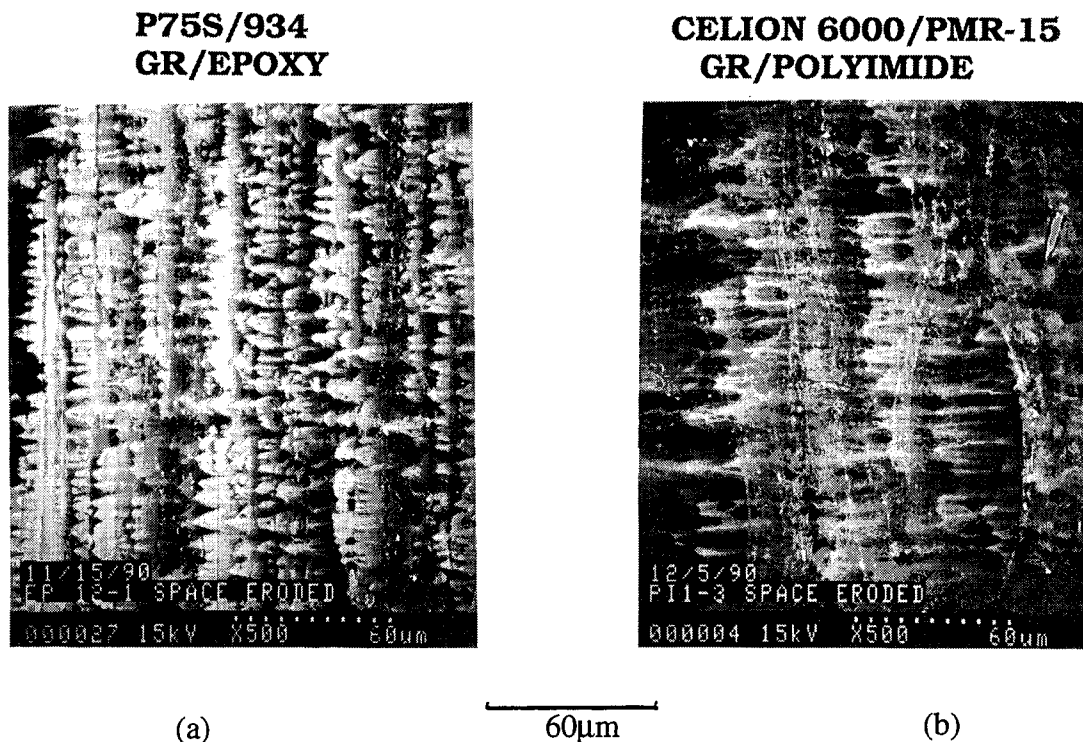 P75S/934
GR/EPOXY
CELION 6000/PMR-15
GR/POLYIMIDE
11/15/90
EP 12-1 SPACE ERODED
000027 15kV X500 60µm
12/5/90
PI1-3 SPACE ERODED
000004 15kV X500 60µm
(a)
60µm
(b)